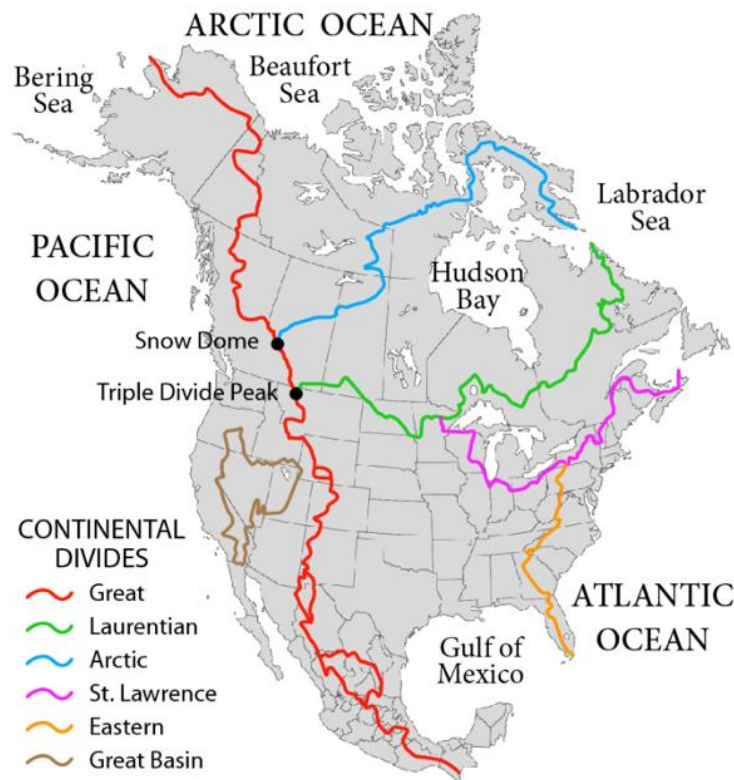 ARCTIC OCEAN
Bering
Sea
Beaufort
Sea
Labrador
Sea
PACIFIC
OCEAN
Hudson
Bay
Snow Dome
Triple Divide Peak
CONTINENTAL
DIVIDES
Great
Laurentian
Arctic
St. Lawrence
Eastern
Great Basin
Gulf of
Mexico
ATLANTIC
OCEAN